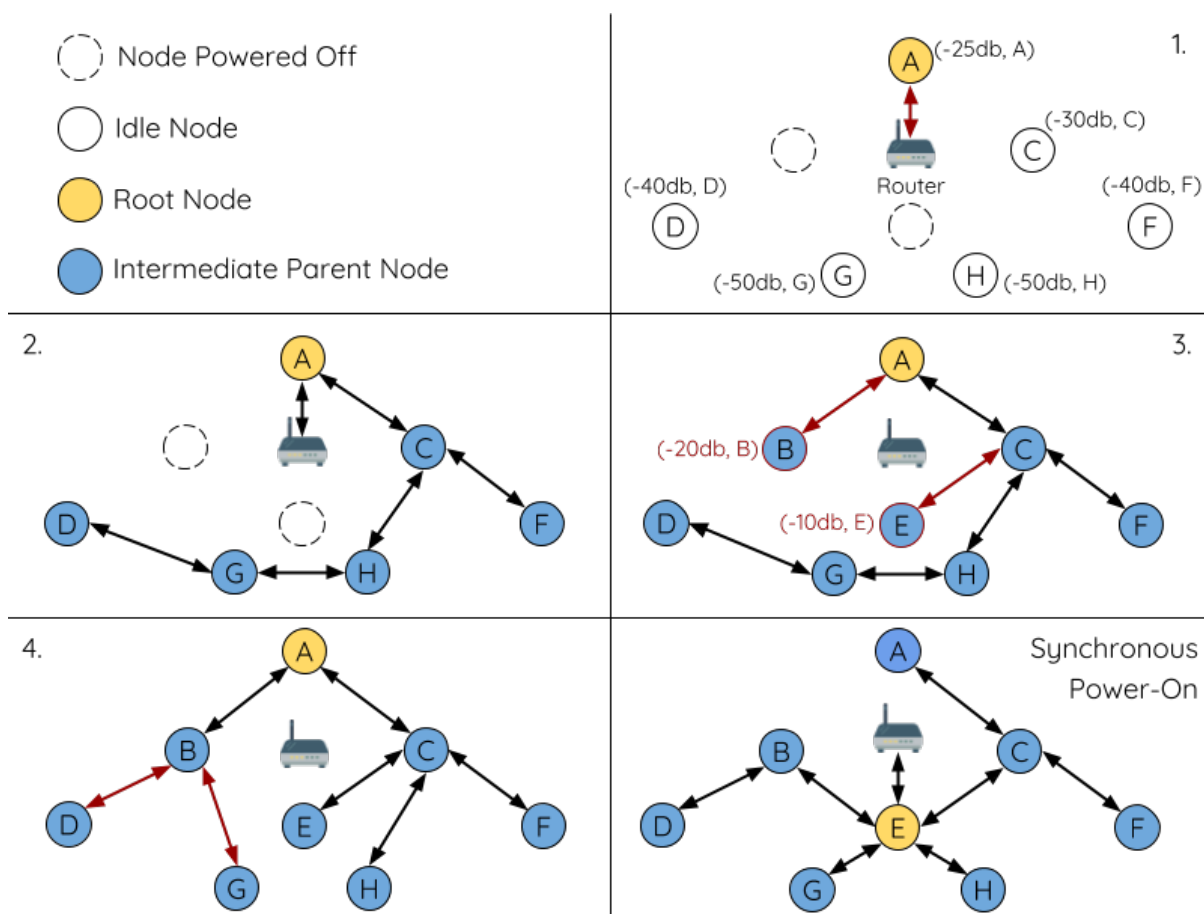 Node Powered Off
Idle Node
Root Node
Intermediate Parent Node
1.
A
(-25db, A)
(-30db, C)
C
Router
(-40db, D)
D
(-40db, F)
F
(-50db, G)
G
H
(-50db, H)
2.
A
C
D
F
G
H
3.
A
(-20db, B)
B
C
D
(-10db, E)
E
F
G
H
4.
A
B
C
D
E
F
G
H
Synchronous
Power-On
A
B
C
D
E
F
G
H